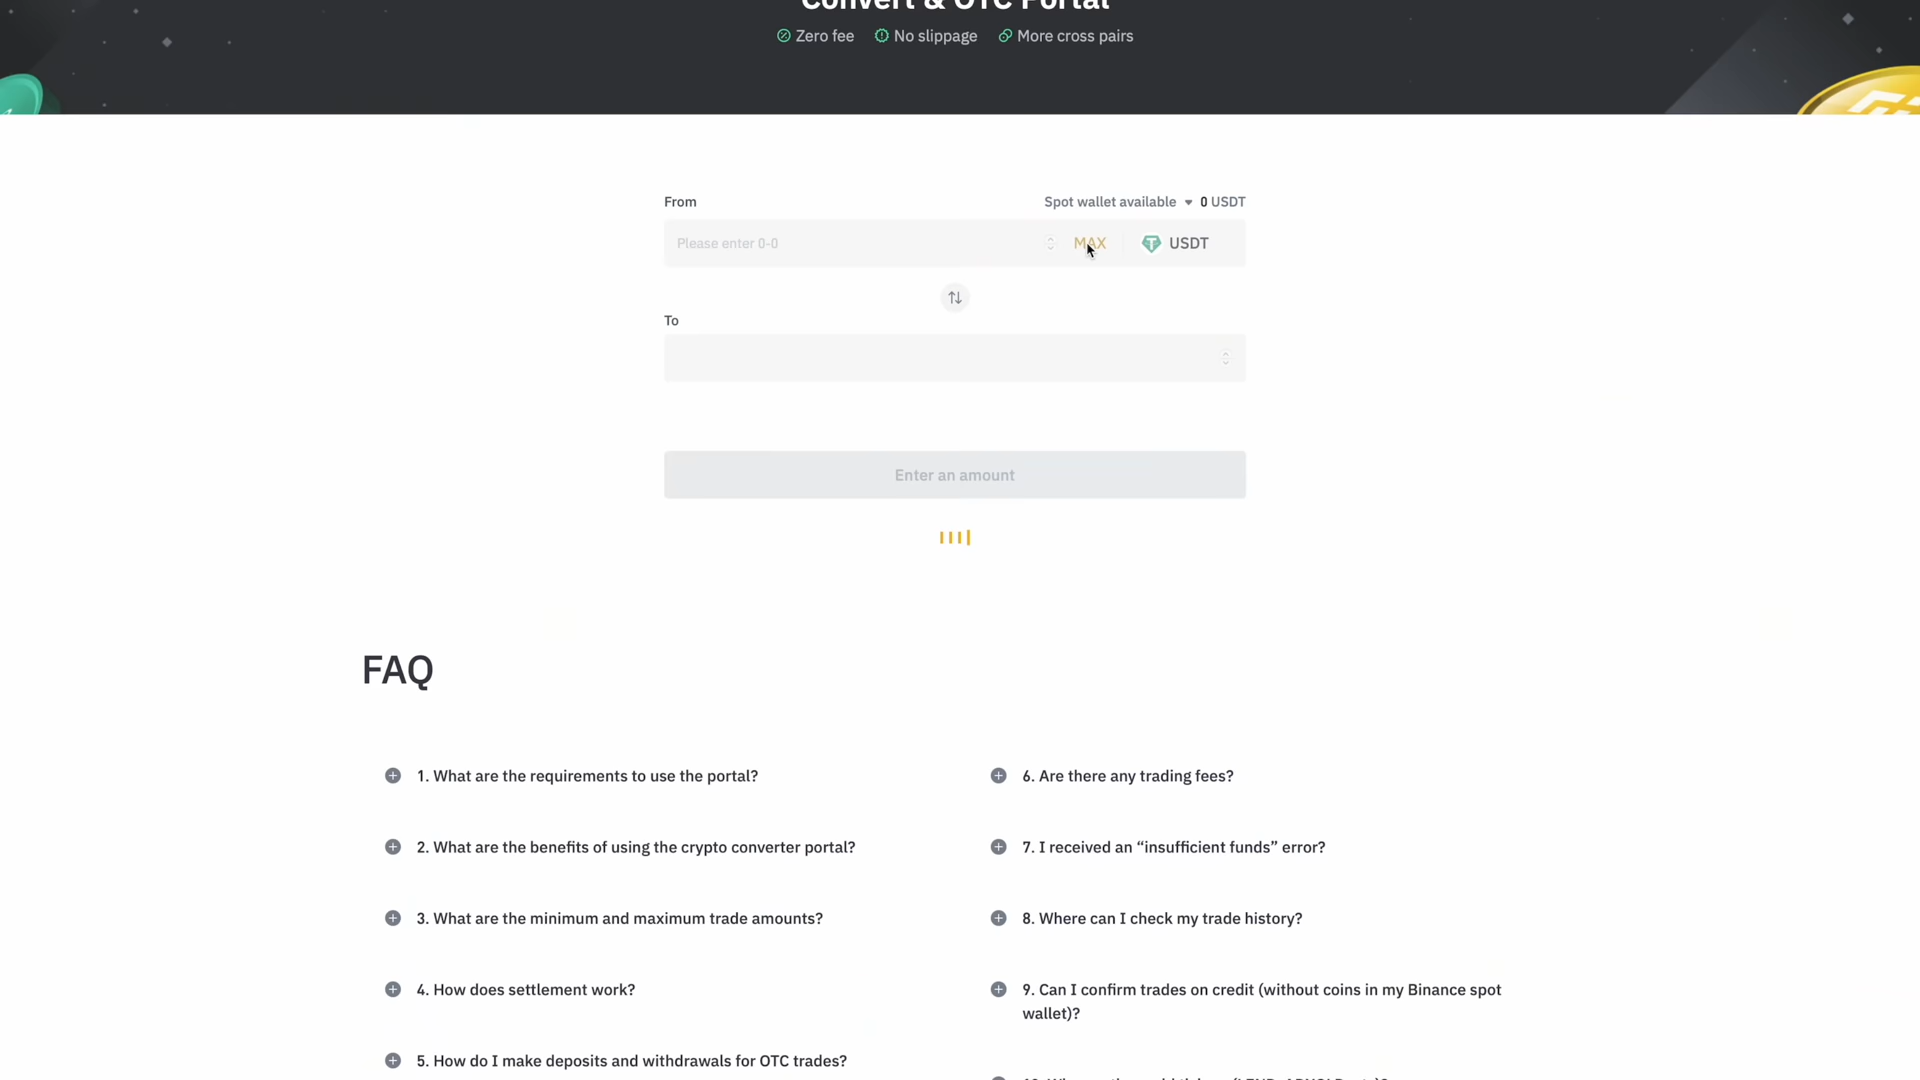 Convert & OTC Portal
Zero fee No slippage More cross pairs
From Spot wallet available 0 USDT
Please enter 0-0 MAX USDT
To
Enter an amount
FAQ
1. What are the requirements to use the portal?
2. What are the benefits of using the crypto converter portal?
3. What are the minimum and maximum trade amounts?
4. How does settlement work?
5. How do I make deposits and withdrawals for OTC trades?
6. Are there any trading fees?
7. I received an “insufficient funds” error?
8. Where can I check my trade history?
9. Can I confirm trades on credit (without coins in my Binance spot
wallet)?